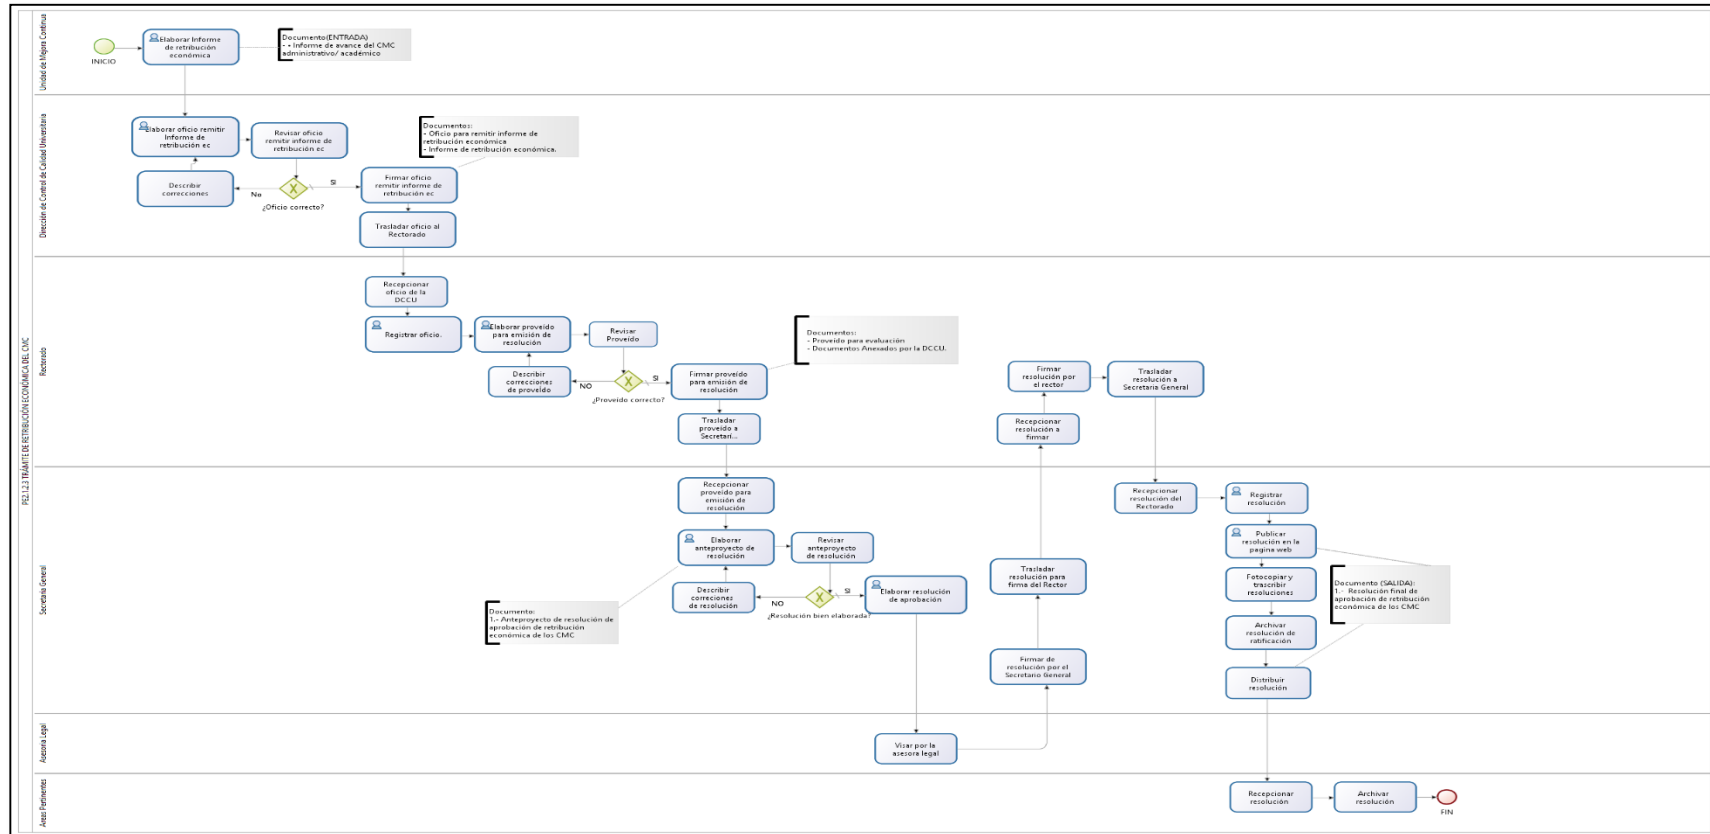 PE2.1.2.3 TRÁMITE DE RETRIBUCIÓN ECONÓMICA DEL CMC
Unidad de Mejora Continua
INICIO
Elaborar Informe
de retribución
económica
Documento(ENTRADA)
- - Informe de avance del CMC
administrativo/ académico
Dirección de Control de Calidad Universitaria
Elaborar oficio remitir
Informe de
retribución ec
Revisar oficio
remitir informe de
retribución ec
Describir
correcciones
No
¿Oficio correcto?
SI
Documentos:
- Oficio para remitir informe de
retribución económica
- Informe de retribución económica.
Firmar oficio
remitir informe de
retribución ec
Trasladar oficio al
Rectorado
Rectorado
Recepcionar
oficio de la
DCCU
Registrar oficio.
Elaborar proveído
para emisión de
resolución
Revisar
Proveído
Describir
correcciones
de proveído
NO
¿Proveído correcto?
SI
Documentos:
- Proveído para evaluación
- Documentos Anexados por la DCCU.
Firmar proveído
para emisión de
resolución
Trasladar
proveído a
Secretarí...
Firmar
resolución por
el rector
Trasladar
resolución a
Secretaria General
Recepcionar
resolución a
firmar
Secretaria General
Recepcionar
proveído para
emisión de
resolución
Elaborar
anteproyecto de
resolución
Revisar
anteproyecto
de resolución
Describir
correciones
de resolución
NO
¿Resolución bien elaborada?
SI
Elaborar resolución
de aprobación
Documento:
1.- Anteproyecto de resolución de
aprobación de retribución
económica de los CMC
Trasladar
resolución para
firma del Rector
Firmar de
resolución por el
Secretario General
Recepcionar
resolución del
Rectorado
Registrar
resolución
Publicar
resolución en la
pagina web
Fotocopiar y
trascribir
resoluciones
Archivar
resolución de
ratificación
Distribuir
resolución
Documento (SALIDA):
1.- Resolución final de
aprobación de retribución
económica de los CMC
Asesoria Legal
Visar por la
asesora legal
Areas Pertinentes
Recepcionar
resolución
Archivar
resolución
FIN